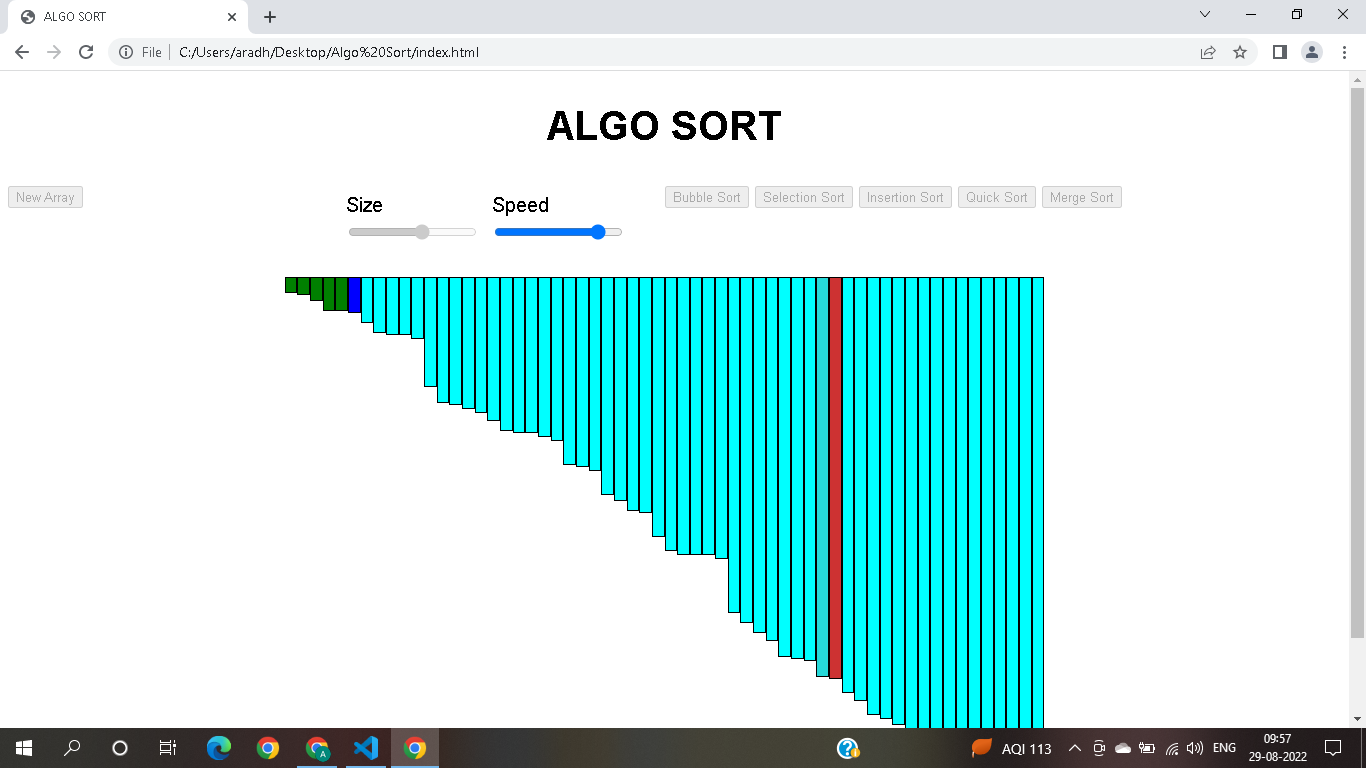 ALGO SORT
File C:/Users/aradh/Desktop/Algo%20Sort/index.html
ALGO SORT
New Array
Size Speed
Bubble Sort Selection Sort Insertion Sort Quick Sort Merge Sort
A
AQI 113 ENG 09:57
29-08-2022